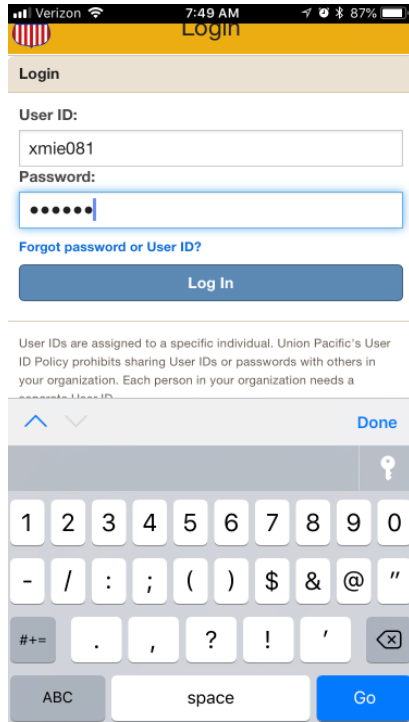 Verizon 7:49 AM 87%
Login
Login
User ID:
xmie081
Password:
••••••
Forgot password or User ID?
Log In
User IDs are assigned to a specific individual. Union Pacific's User
ID Policy prohibits sharing User IDs or passwords with others in
your organization. Each person in your organization needs a
separate User ID
Done
1 2 3 4 5 6 7 8 9 0
- / : ; ( ) $ & @ "
#+= . , ? ! '
ABC space Go